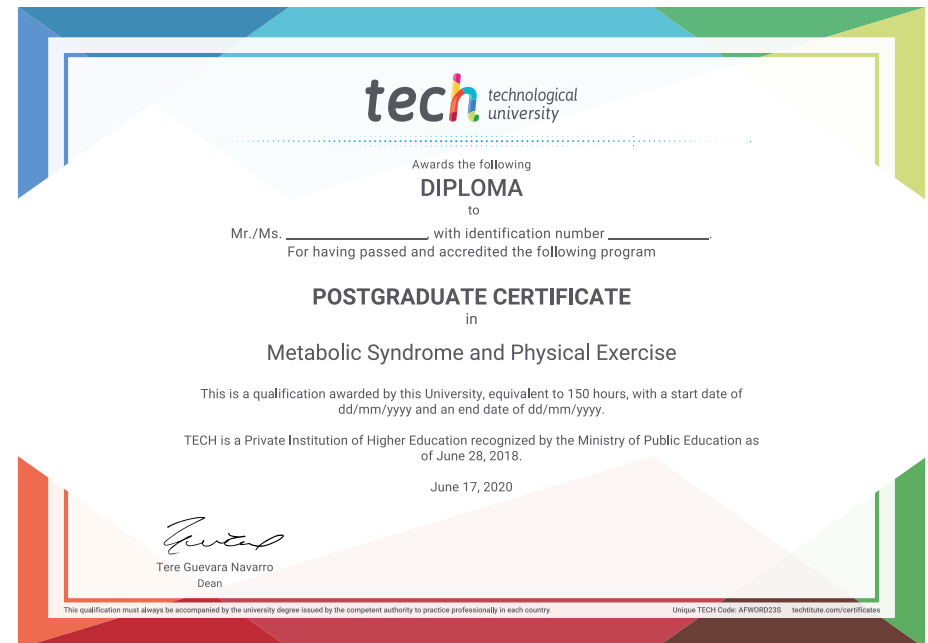 tech technological
university
Awards the following
DIPLOMA
to
Mr./Ms. ____________________, with identification number ______________.
For having passed and accredited the following program
POSTGRADUATE CERTIFICATE
in
Metabolic Syndrome and Physical Exercise
This is a qualification awarded by this University, equivalent to 150 hours, with a start date of
dd/mm/yyyy and an end date of dd/mm/yyyy.
TECH is a Private Institution of Higher Education recognized by the Ministry of Public Education as
of June 28, 2018.
June 17, 2020
Tere Guevara Navarro
Dean
This qualification must always be accompanied by the university degree issued by the competent authority to practice professionally in each country. Unique TECH Code: AFWORD23S techtitute.com/certificates